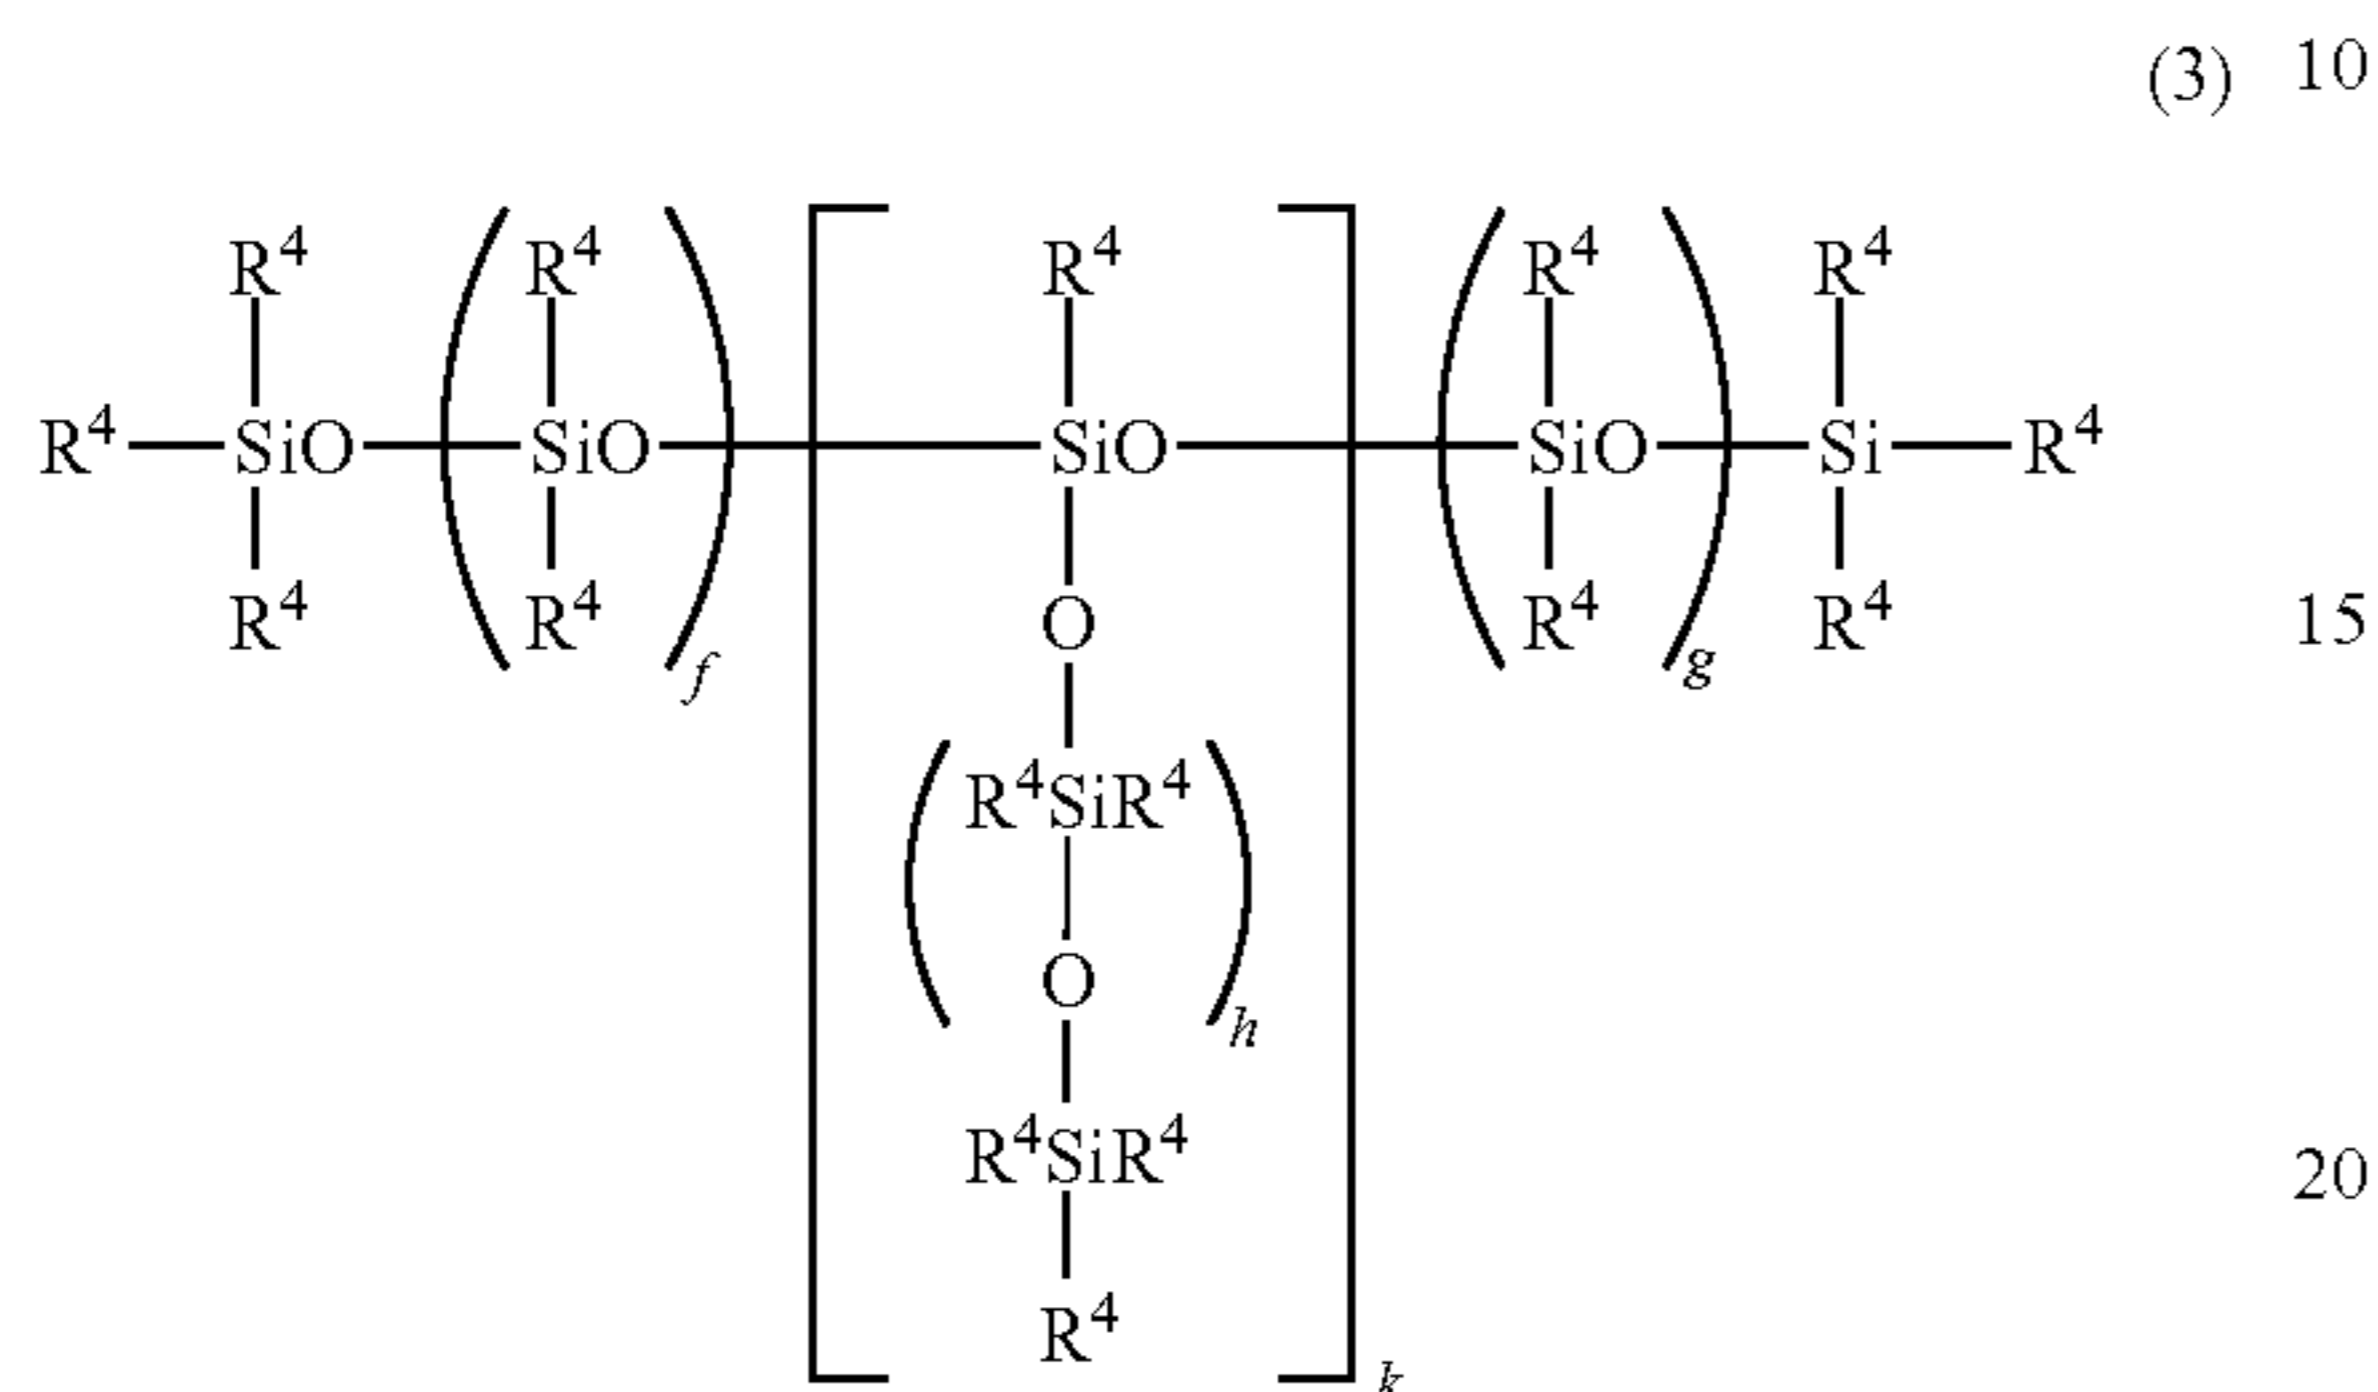 (3) 10
R⁴ R⁴ R⁴ R⁴ R⁴
R⁴ SiO SiO SiO SiO Si R⁴
R⁴ R⁴ O R⁴ R⁴ 15
f g
R⁴SiR⁴
O
h
R⁴SiR⁴ 20
R⁴
k